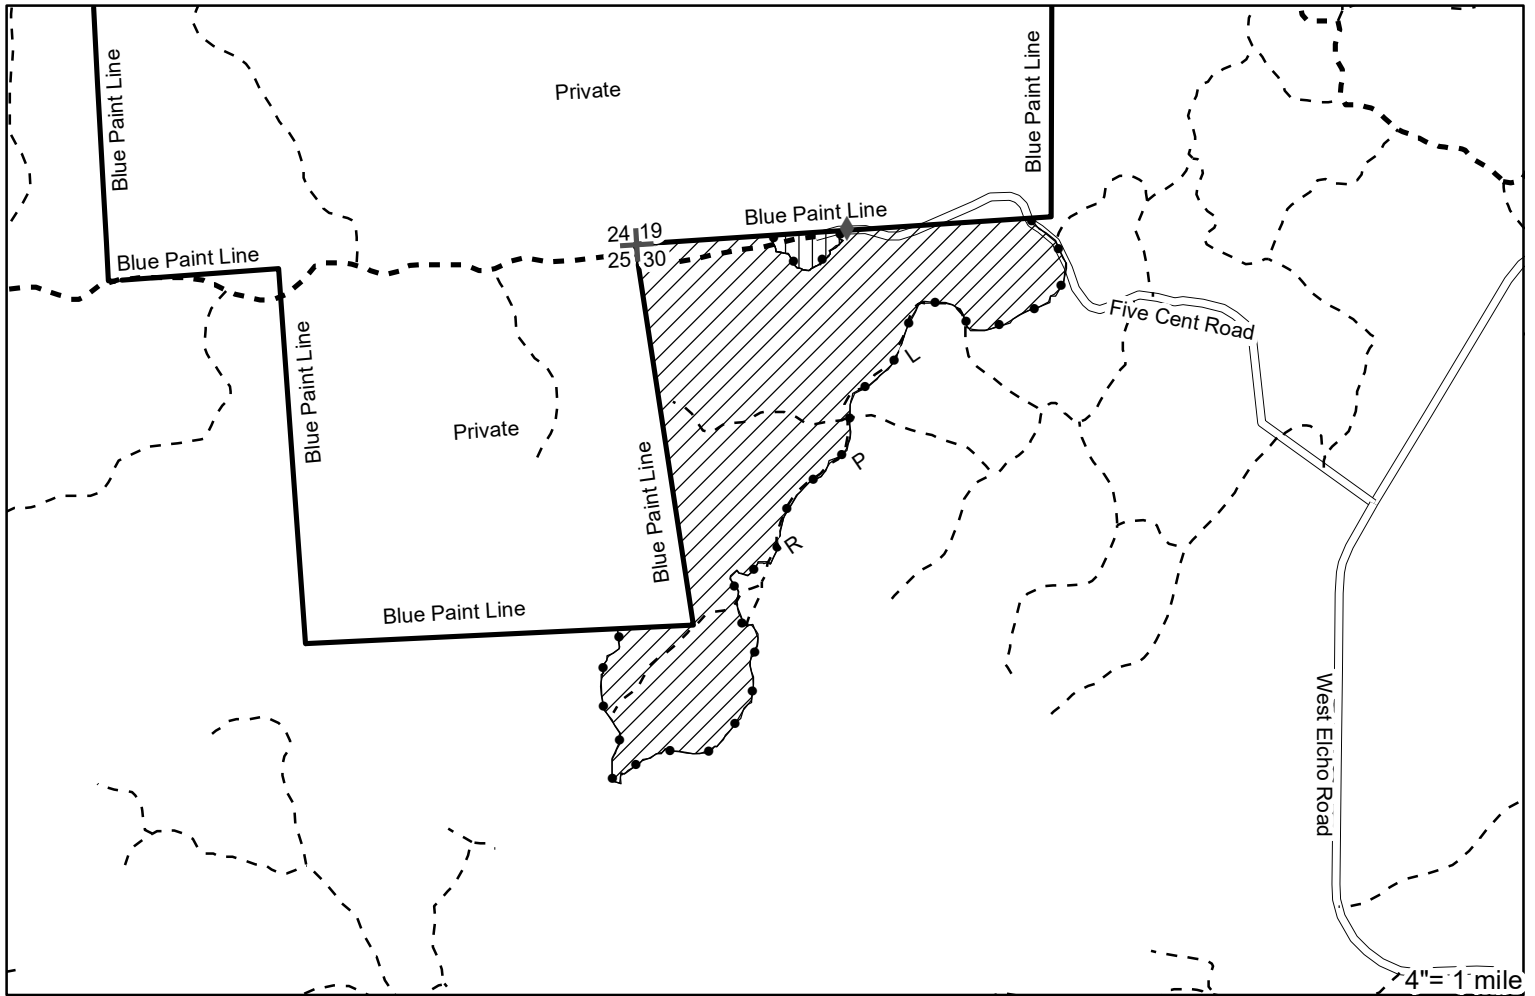 Blue Paint Line
Private
Blue Paint Line
Blue Paint Line
24 19
25 30
Blue Paint Line
Five Cent Road
Blue Paint Line
L
Private
Blue Paint Line
P
R
Blue Paint Line
West Elcho Road
4"= 1 mile